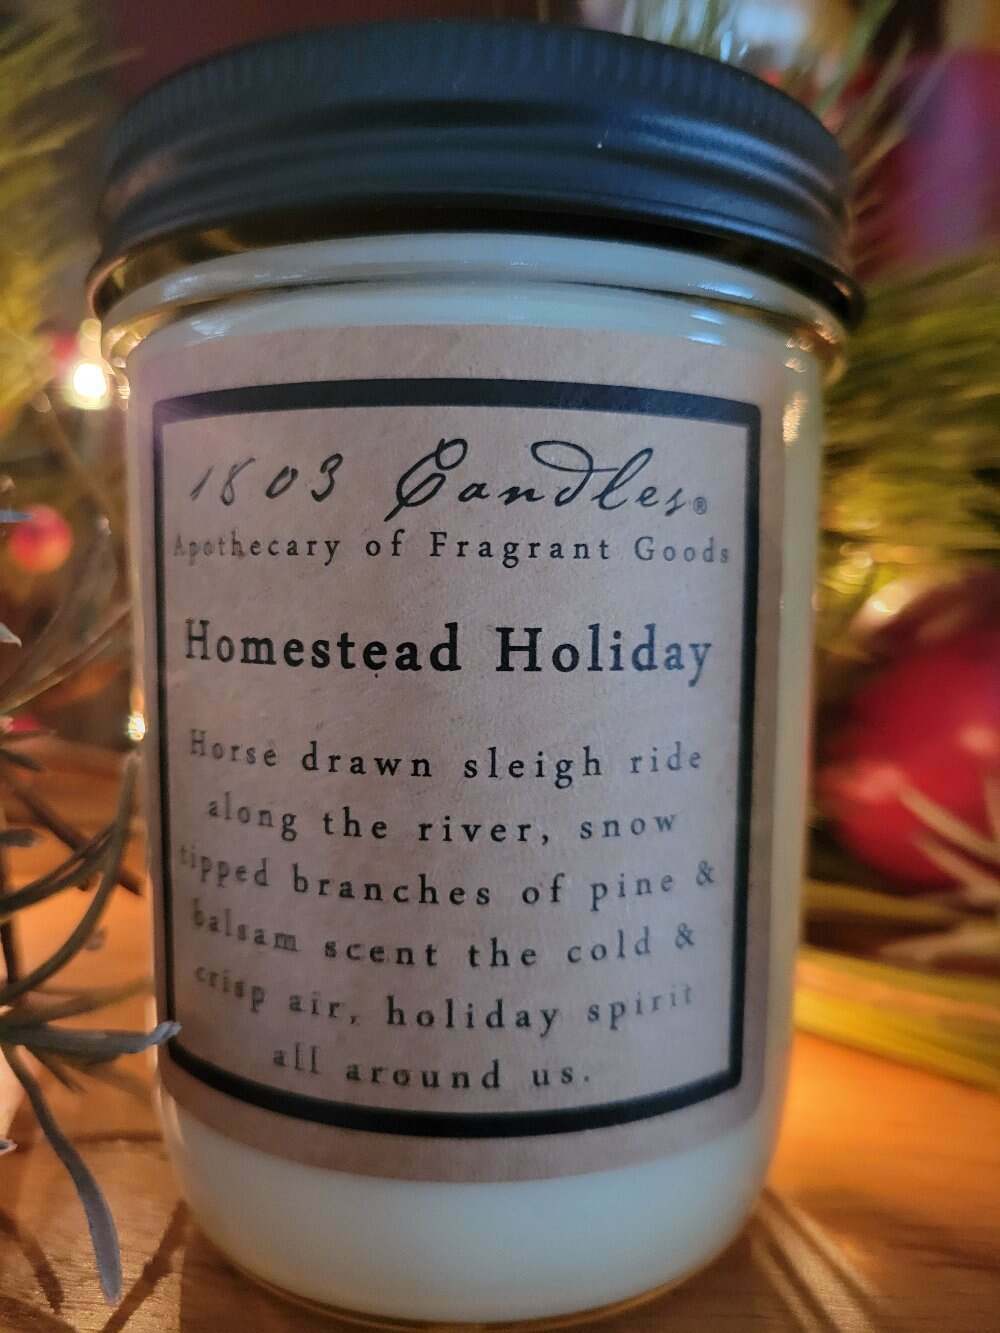 1803 Candles®
Apothecary of Fragrant Goods
Homestead Holiday
Horse drawn sleigh ride
along the river, snow
tipped branches of pine &
balsam scent the cold &
crisp air, holiday spirit
all around us.